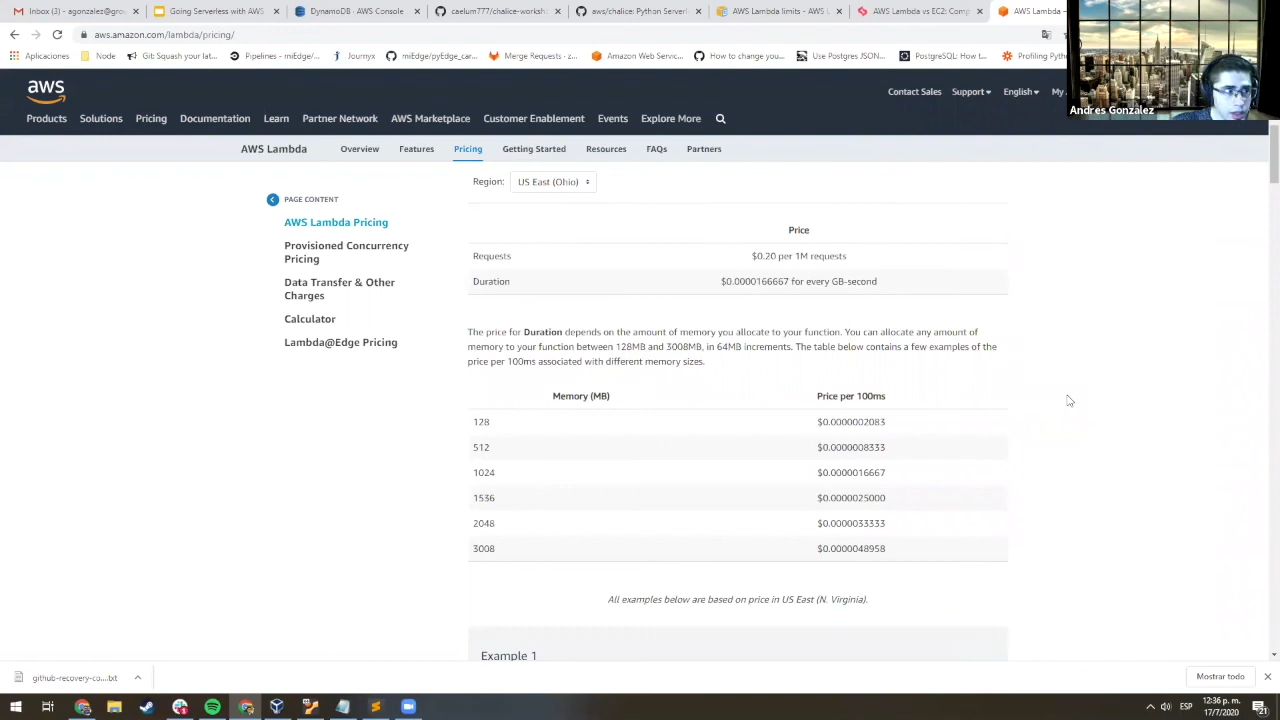 Inbox (3) - agonzalez@gro
Going Serverless with AWS
DynamoDB · AWS Console
caelum777/chalice-worksh
aws/chalice: Python Server
AWS Lambda limits - AWS L
AWS Lambda vs EC2: Comp
AWS Lambda –
aws.amazon.com/lambda/pricing/
Aplicaciones
Node
Git: Squash your lat...
Pipelines - miEdge/...
Journyx
miEdge/pyEdge_car...
Merge Requests · z...
Amazon Web Servic...
How to change you...
Use Postgres JSON...
PostgreSQL: How t...
Profiling Pyth
Andres González
aws
Contact Sales
Support
English
My
Products
Solutions
Pricing
Documentation
Learn
Partner Network
AWS Marketplace
Customer Enablement
Events
Explore More
AWS Lambda
Overview
Features
Pricing
Getting Started
Resources
FAQs
Partners
PAGE CONTENT
AWS Lambda Pricing
Provisioned Concurrency
Pricing
Data Transfer & Other
Charges
Calculator
Lambda@Edge Pricing
Region: US East (Ohio)
Price
Requests $0.20 per 1M requests
Duration $0.0000166667 for every GB-second
The price for Duration depends on the amount of memory you allocate to your function. You can allocate any amount of
memory to your function between 128MB and 3008MB, in 64MB increments. The table below contains a few examples of the
price per 100ms associated with different memory sizes.
Memory (MB) Price per 100ms
128 $0.0000002083
512 $0.0000008333
1024 $0.0000016667
1536 $0.0000025000
2048 $0.0000033333
3008 $0.0000048958
All examples below are based on price in US East (N. Virginia).
Example 1
github-recovery-co....txt
Mostrar todo
ESP
12:36 p. m.
17/7/2020
21